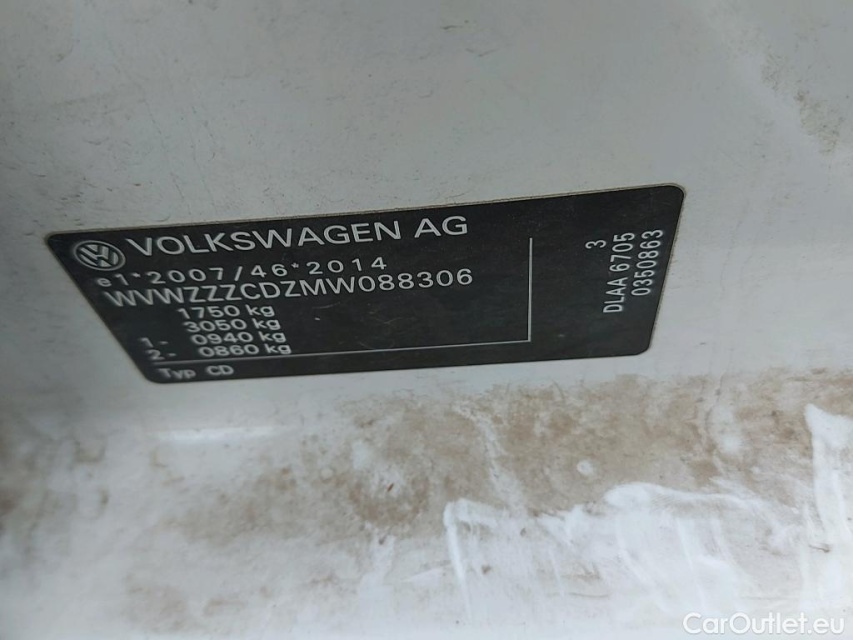 VOLKSWAGEN AG
e1*2007/46*2014
WVWZZZCDZMW088306
1750 kg
3050 kg
1.- 0940 kg
2.- 0860 kg
Typ CD
3
DLAA 6705
0350863
CarOutlet.eu